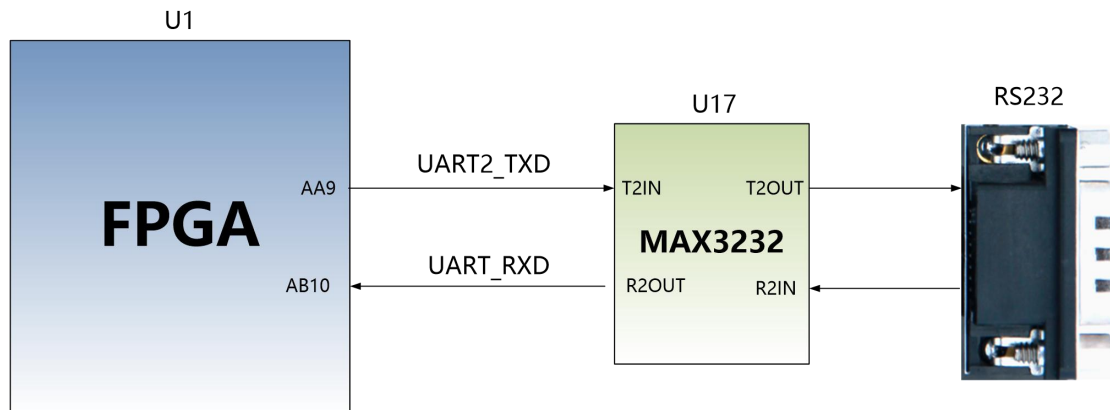 U1
U17
RS232
UART2_TXD
AA9
T2IN
T2OUT
FPGA
MAX3232
UART_RXD
AB10
R2OUT
R2IN